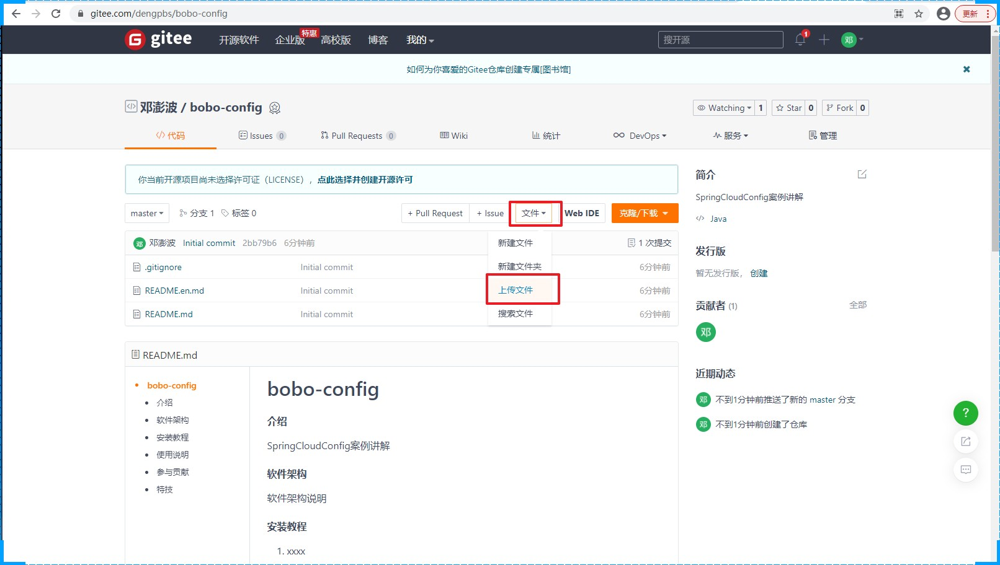 gitee.com/dengpbs/bobo-config
更新
gitee
开源软件
企业版
特惠
高校版
博客
我的
搜开源
1
邓
如何为你喜爱的Gitee仓库创建专属[图书馆]
邓澎波 / bobo-config
Watching 1
Star 0
Fork 0
代码
Issues 0
Pull Requests 0
Wiki
统计
DevOps
服务
管理
你当前开源项目尚未选择许可证（LICENSE），点此选择并创建开源许可
master
分支 1
标签 0
+ Pull Request
+ Issue
文件
Web IDE
克隆/下载
邓 邓澎波 Initial commit 2bb79b6 6分钟前
1 次提交
.gitignore Initial commit 6分钟前
README.en.md Initial commit 6分钟前
README.md Initial commit 6分钟前
新建文件
新建文件夹
上传文件
搜索文件
README.md
bobo-config
介绍
软件架构
安装教程
使用说明
参与贡献
特技
bobo-config
介绍
SpringCloudConfig案例讲解
软件架构
软件架构说明
安装教程
1. xxxx
简介
SpringCloudConfig案例讲解
Java
发行版
暂无发行版，创建
贡献者 (1) 全部
邓
近期动态
邓 不到1分钟前推送了新的 master 分支
邓 不到1分钟前创建了仓库
?